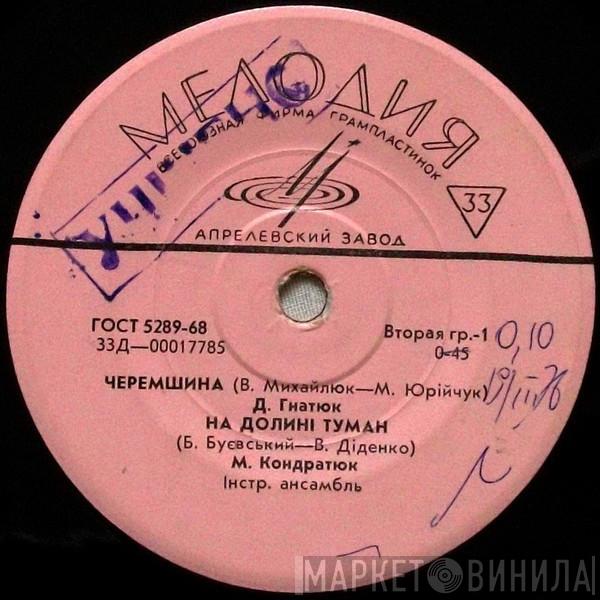 МЕЛОДИЯ
ВСЕСОЮЗНАЯ ФИРМА ГРАМПЛАСТИНОК
33
АПРЕЛЕВСКИЙ ЗАВОД
ГОСТ 5289-68
33Д—00017785
Вторая гр.-1
0-45
0,10
ЧЕРЕМШИНА (В. Михайлюк—М. Юрійчук)
Д. Гнатюк
НА ДОЛИНІ ТУМАН
(Б. Буєвський—В. Діденко)
М. Кондратюк
Інстр. ансамбль
МАРКЕТ ВИНИЛА